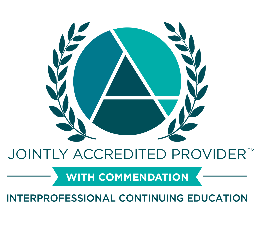 JOINTLY ACCREDITED PROVIDER™
WITH COMMENDATION
INTERPROFESSIONAL CONTINUING EDUCATION